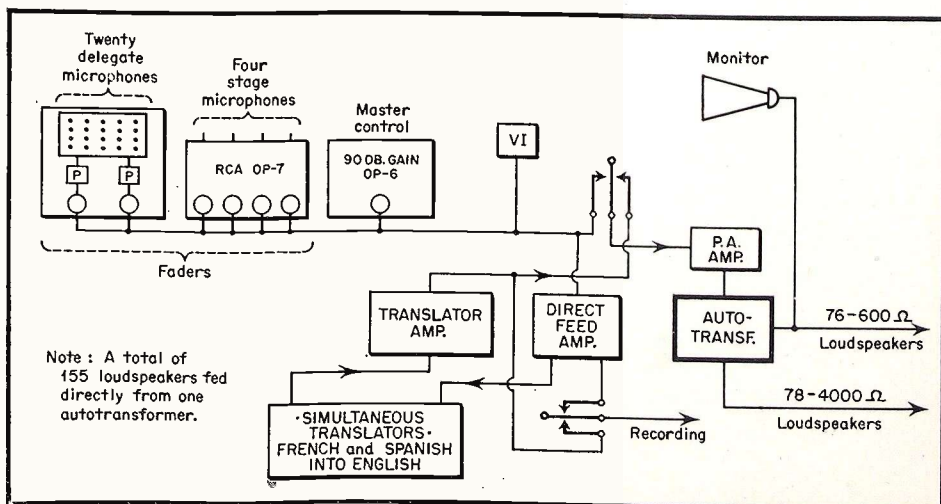 Twenty
delegate
microphones
Four
stage
microphones
Master
control
Monitor
P
P
RCA OP-7
90 DB. GAIN
OP-6
VI
Faders
P.A.
AMP.
TRANSLATOR
AMP.
DIRECT
FEED
AMP.
AUTO-
TRANSF.
76-600 Ω
Loudspeakers
78-4000 Ω
Loudspeakers
Note : A total of
155 loudspeakers fed
directly from one
autotransformer.
·SIMULTANEOUS
TRANSLATORS·
FRENCH and SPANISH
INTO ENGLISH
Recording